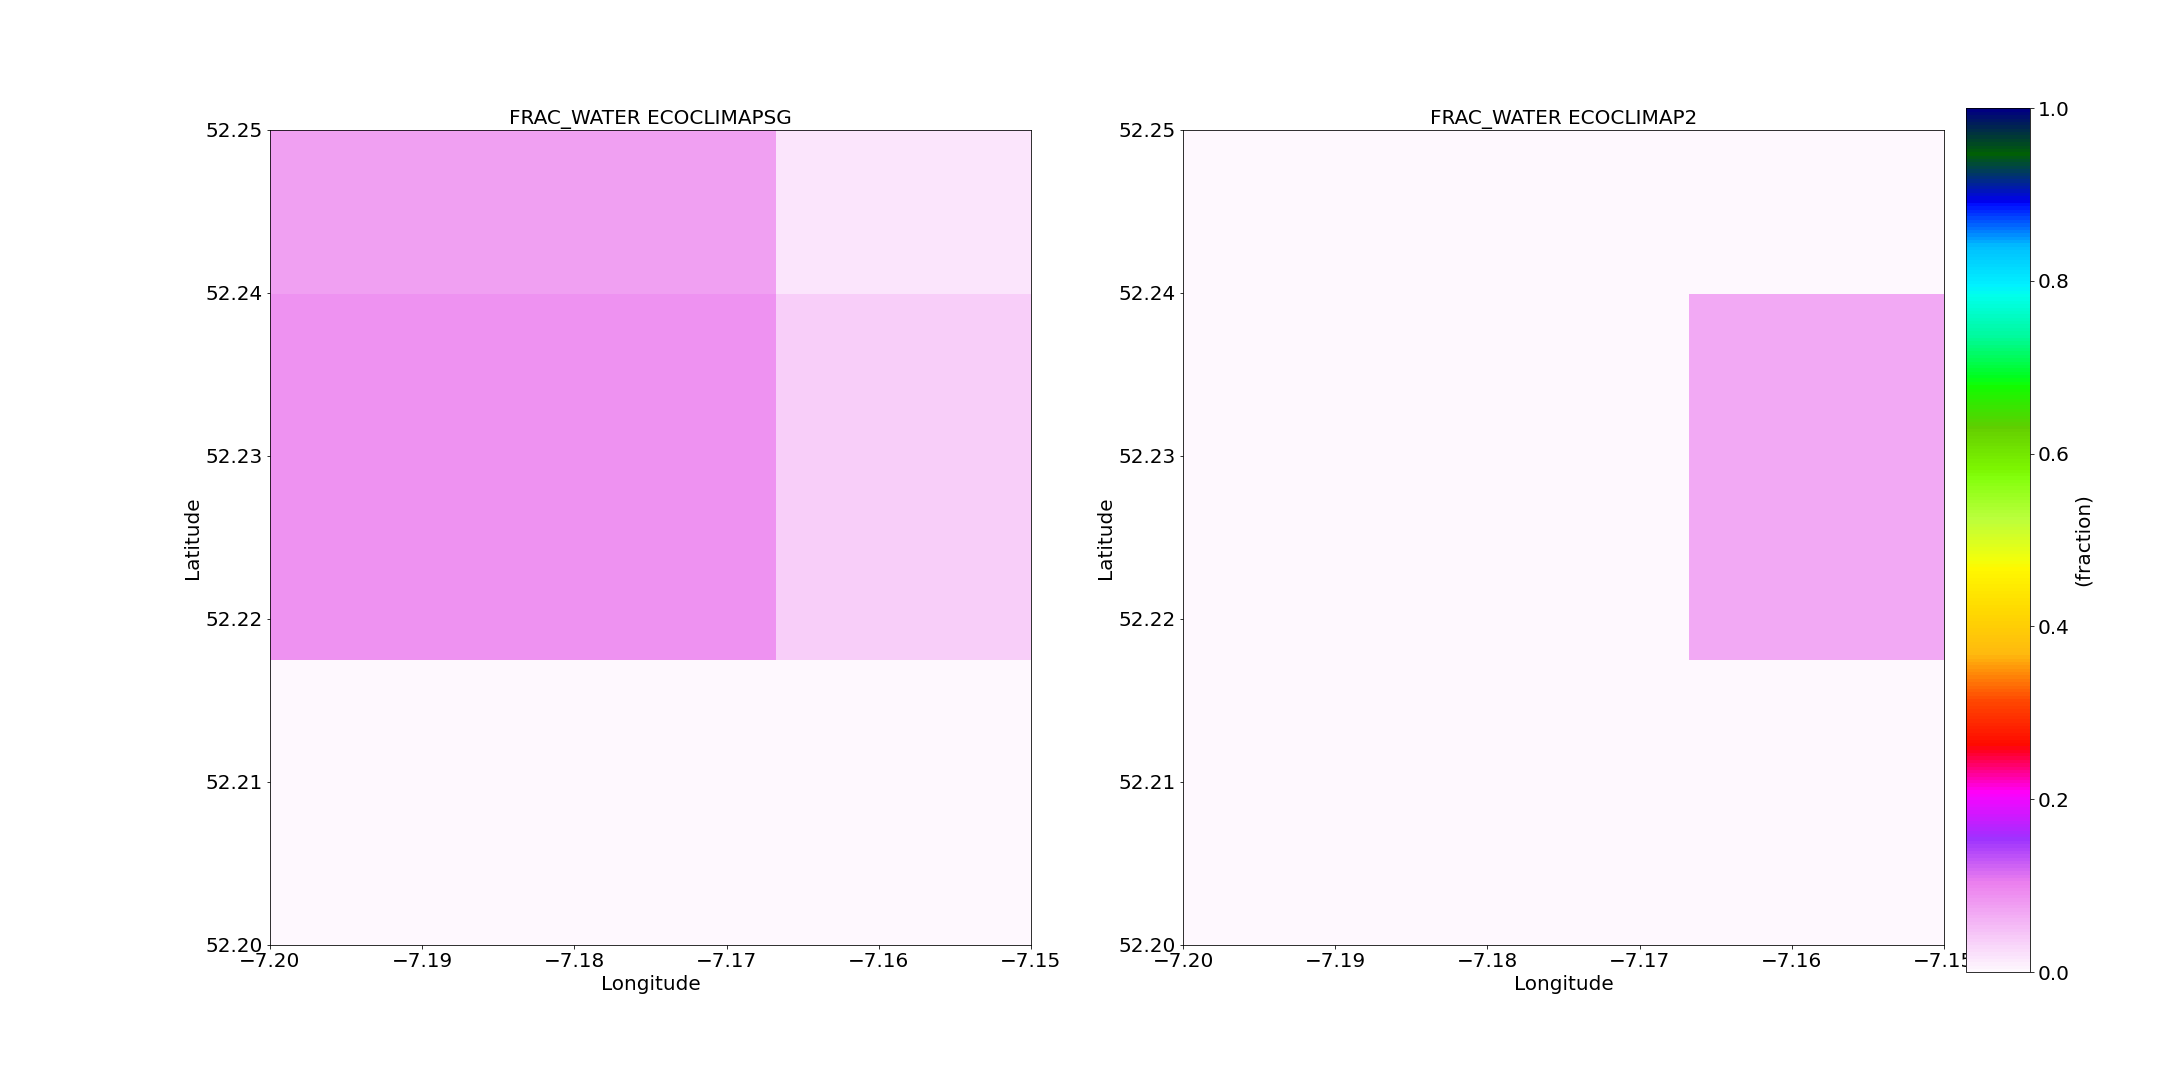 FRAC_WATER ECOCLIMAPSG
52.25
52.24
52.23
52.22
52.21
52.20
Latitude
−7.20 −7.19 −7.18 −7.17 −7.16 −7.15
Longitude
FRAC_WATER ECOCLIMAP2
52.25
52.24
52.23
52.22
52.21
52.20
Latitude
−7.20 −7.19 −7.18 −7.17 −7.16 −7.15
Longitude
1.0
0.8
0.6
0.4
0.2
0.0
(fraction)